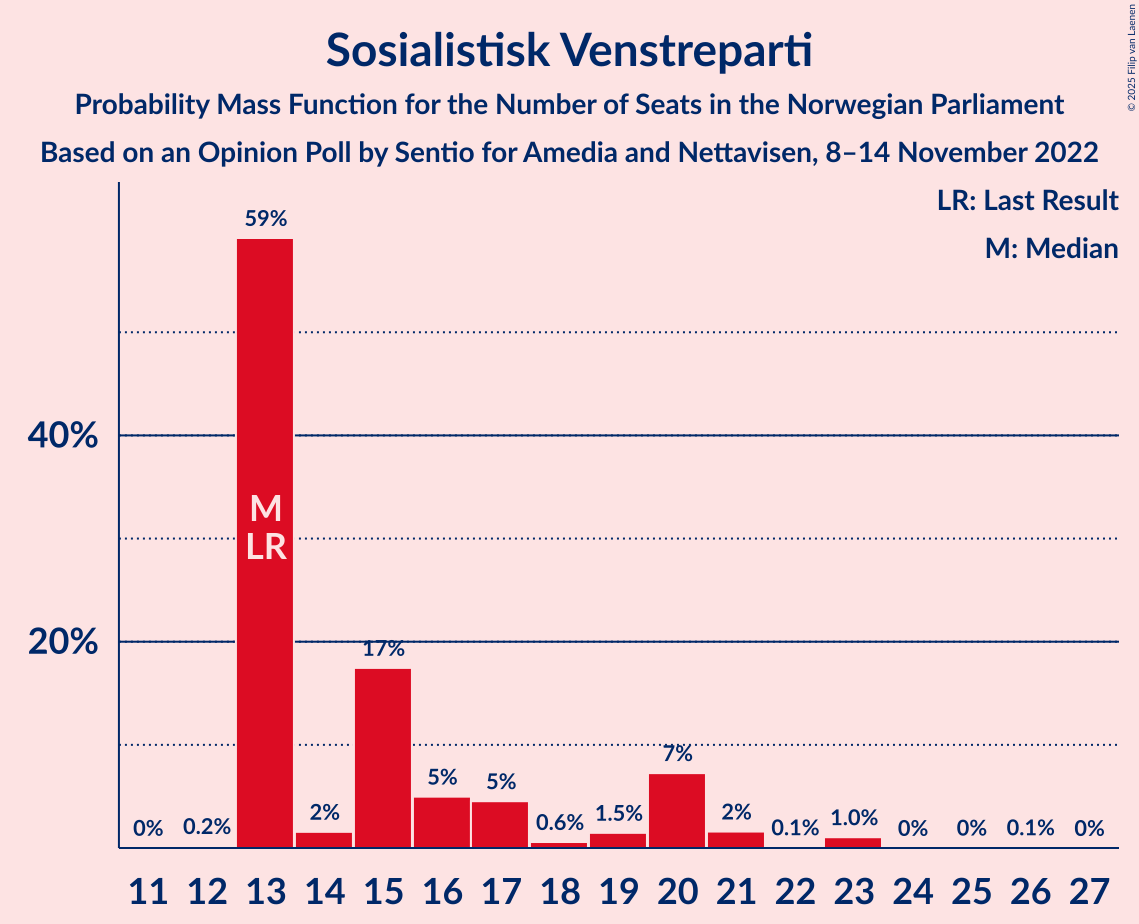 Sosialistisk Venstreparti
Probability Mass Function for the Number of Seats in the Norwegian Parliament
Based on an Opinion Poll by Sentio for Amedia and Nettavisen, 8–14 November 2022
© 2025 Filip van Laenen
LR: Last Result
M: Median
40%
20%
0%
0.2%
59%
2%
17%
5%
5%
0.6%
1.5%
7%
2%
0.1%
1.0%
0%
0%
0.1%
0%
M
LR
11 12 13 14 15 16 17 18 19 20 21 22 23 24 25 26 27